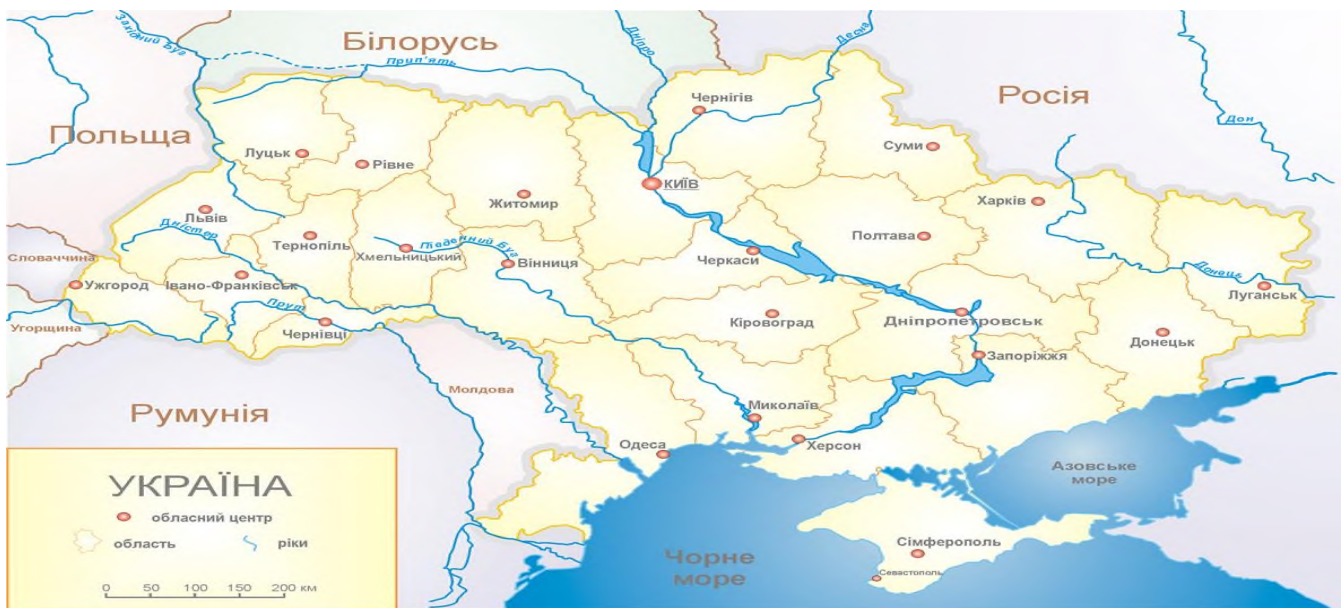 Західний Буг
Білорусь
Прип'ять
Дніпро
Десна
Росія
Дон
Польща
Чернігів
Луцьк
Рівне
Суми
КИЇВ
Житомир
Харків
Львів
Дністер
Тернопіль
Хмельницький
Південний Буг
Вінниця
Черкаси
Полтава
Словаччина
Ужгород
Івано-Франківськ
Донець
Луганськ
Угорщина
Прут
Чернівці
Кіровоград
Дніпропетровськ
Донецьк
Запоріжжя
Молдова
Румунія
Миколаїв
Одеса
Херсон
Азовське
море
УКРАЇНА
обласний центр
область
ріки
0 50 100 150 200 км
Чорне
море
Сімферополь
Севастополь